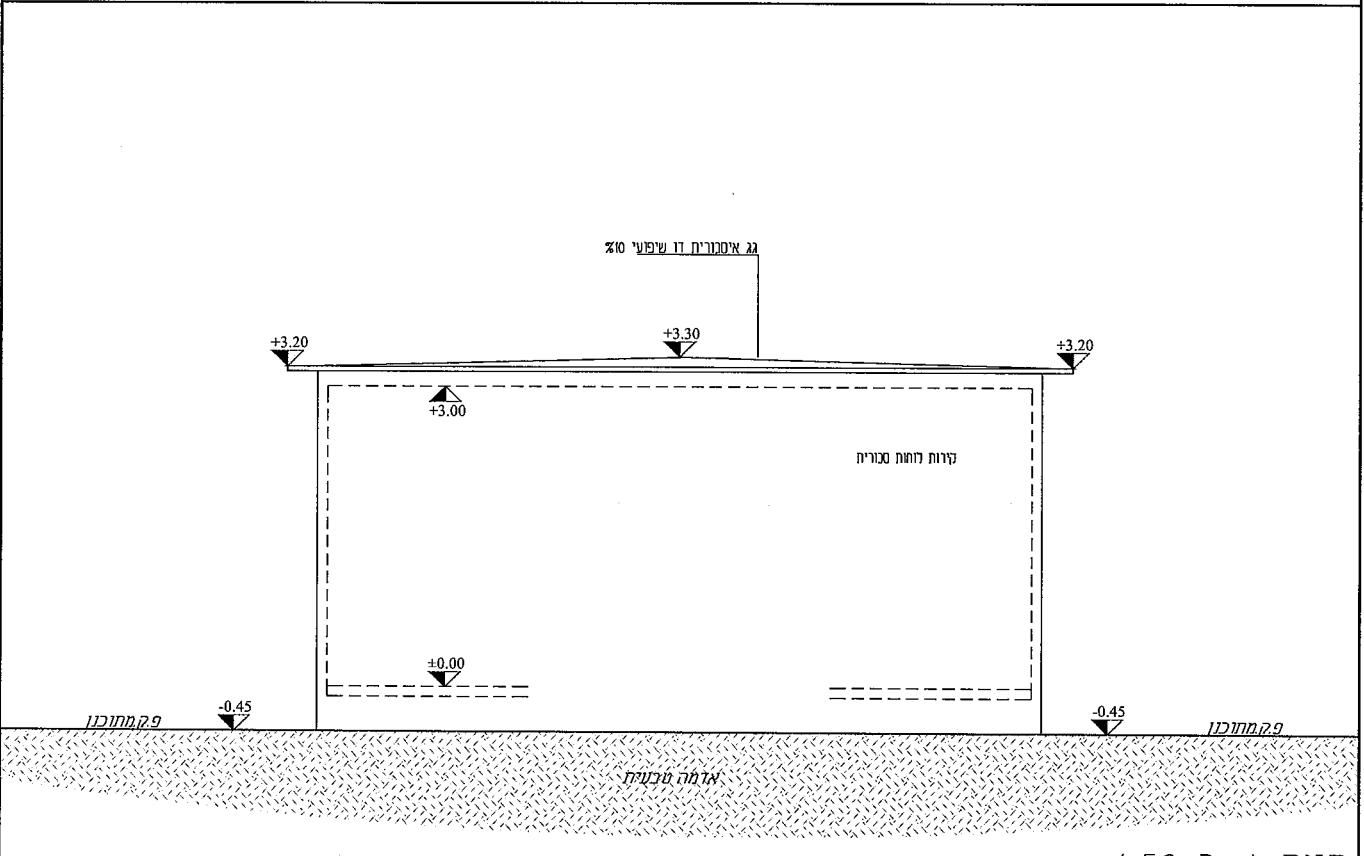 גג איסכורית דו שיפועי 10%
+3.20
+3.30
+3.20
+3.00
קירות לוחות סכורית
±0.00
-0.45
-0.45
פ.ק.מתוכנן
פ.ק.מתוכנן
אדמה טבעית